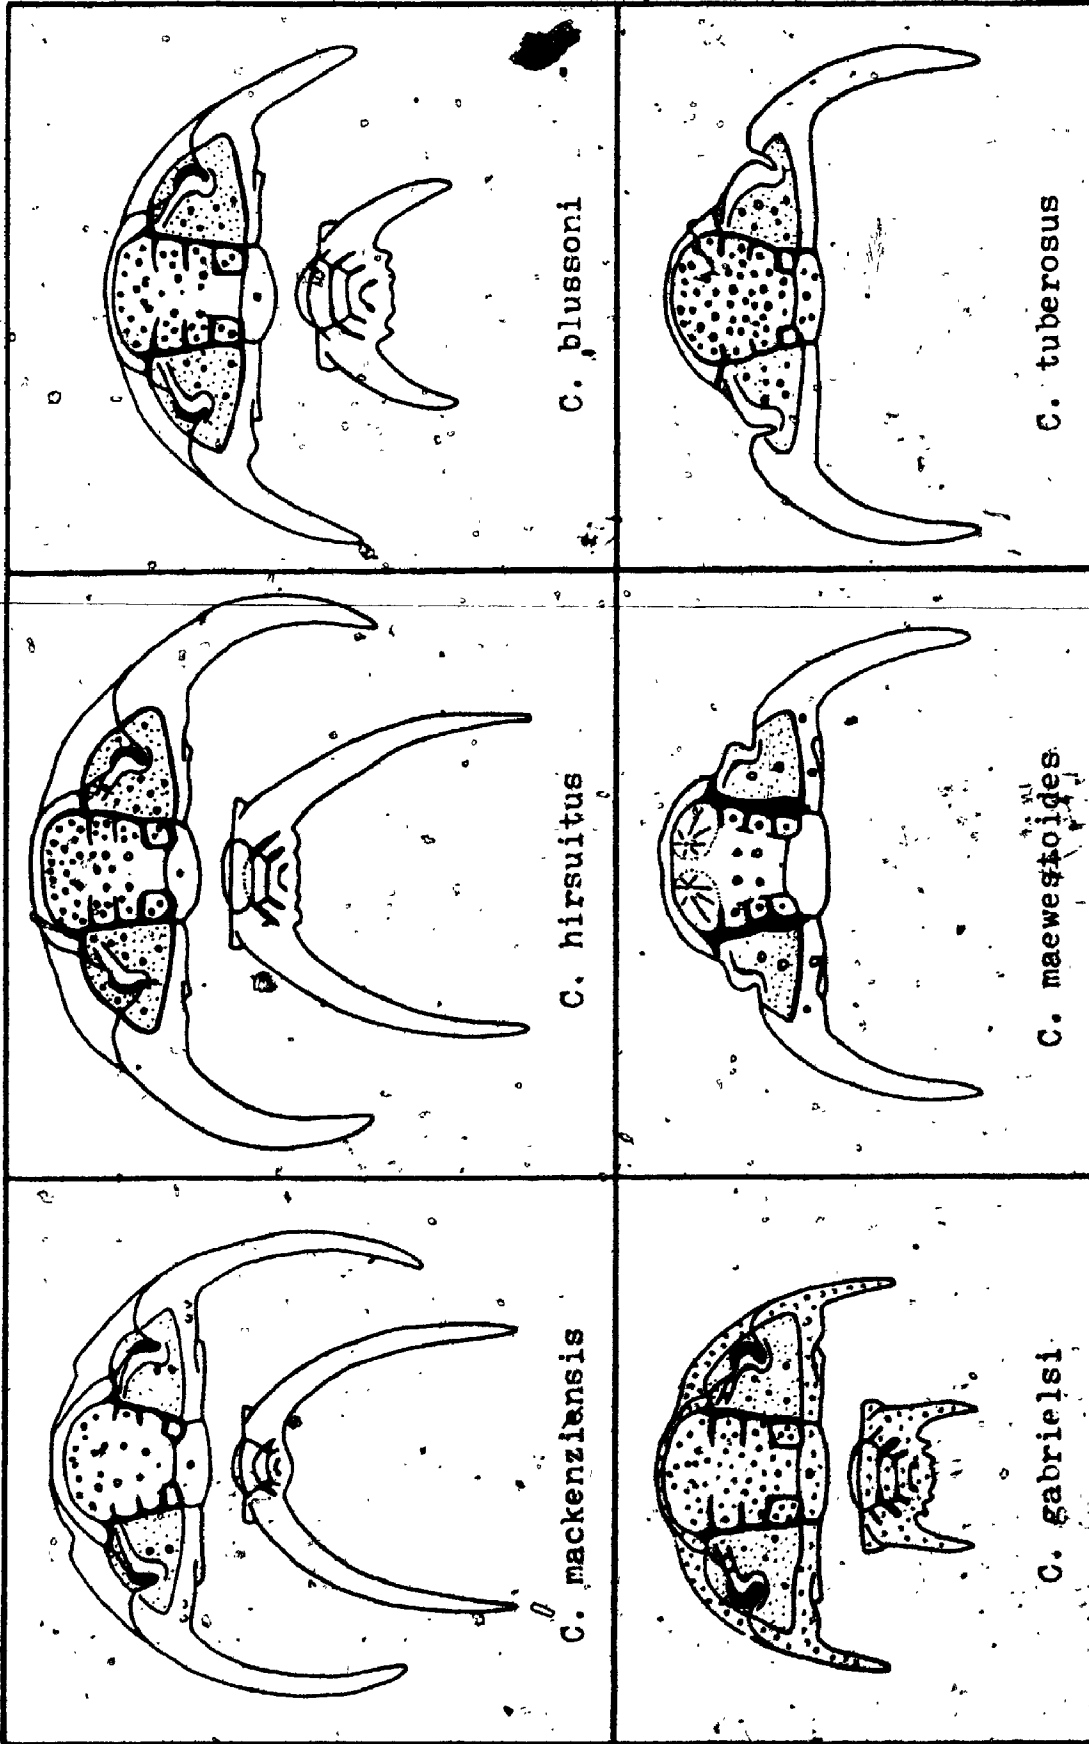 C. mackenziensis
C. hirsuitus
C. blussoni
C. gabrielsi
C. maewestoides
C. tuberosus